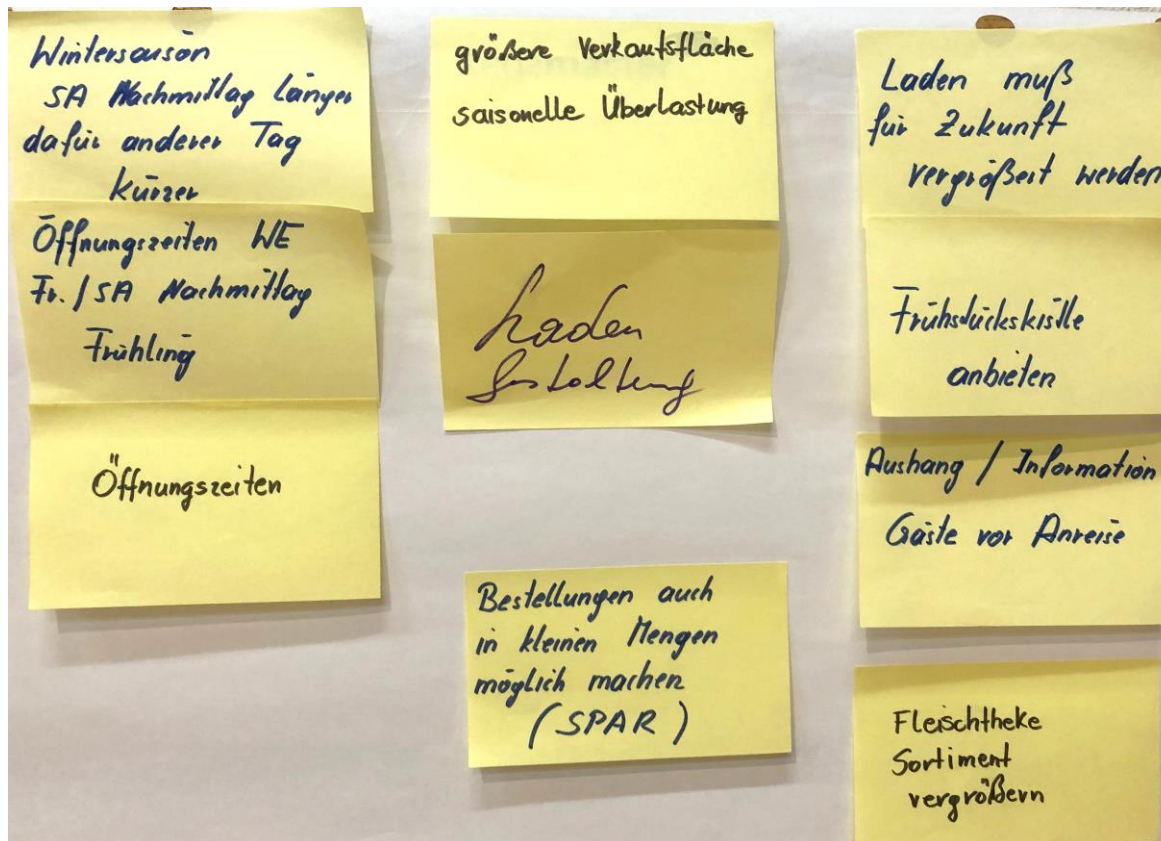 Wintersaison
SA Nachmittag länger
dafür anderer Tag
kürzer
Öffnungszeiten WE
Fr. / SA Nachmittag
Frühling
Öffnungszeiten
größere Verkaufsfläche
saisonelle Überlastung
Laden
Gestaltung
Bestellungen auch
in kleinen Mengen
möglich machen
(SPAR)
Laden muß
für Zukunft
vergrößert werden
Frühstückskistle
anbieten
Aushang / Information
Gäste vor Anreise
Fleischtheke
Sortiment
vergrößern